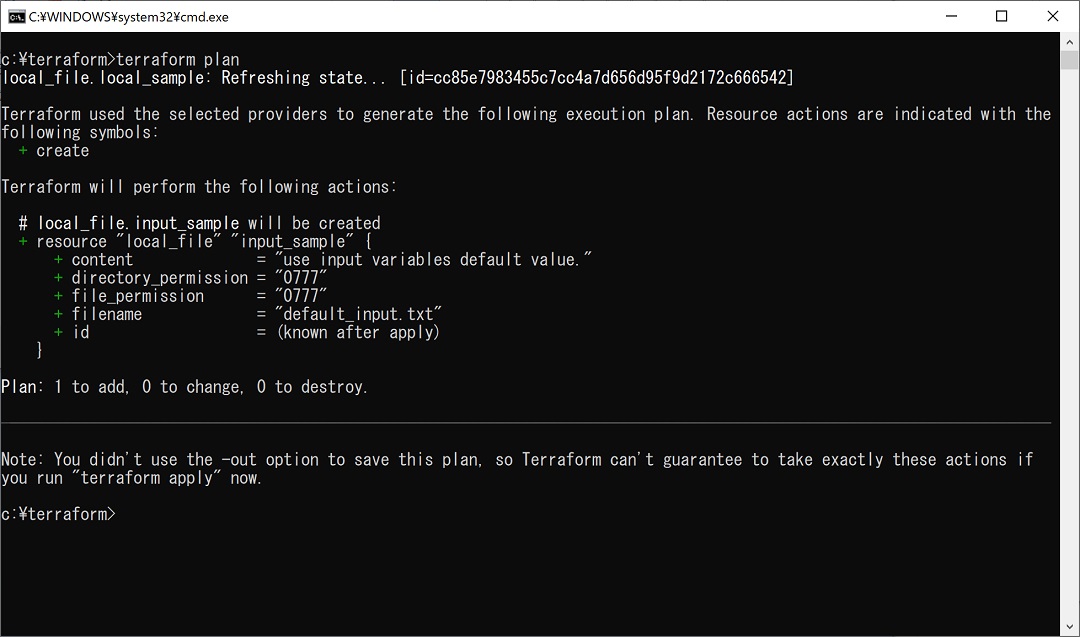 C:¥WINDOWS¥system32¥cmd.exe
c:¥terraform>terraform plan
local_file.local_sample: Refreshing state... [id=cc85e7983455c7cc4a7d656d95f9d2172c666542]
Terraform used the selected providers to generate the following execution plan. Resource actions are indicated with the
following symbols:
+ create
Terraform will perform the following actions:
# local_file.input_sample will be created
+ resource "local_file" "input_sample" {
+ content = "use input variables default value."
+ directory_permission = "0777"
+ file_permission = "0777"
+ filename = "default_input.txt"
+ id = (known after apply)
}
Plan: 1 to add, 0 to change, 0 to destroy.
Note: You didn't use the -out option to save this plan, so Terraform can't guarantee to take exactly these actions if
you run "terraform apply" now.
c:¥terraform>